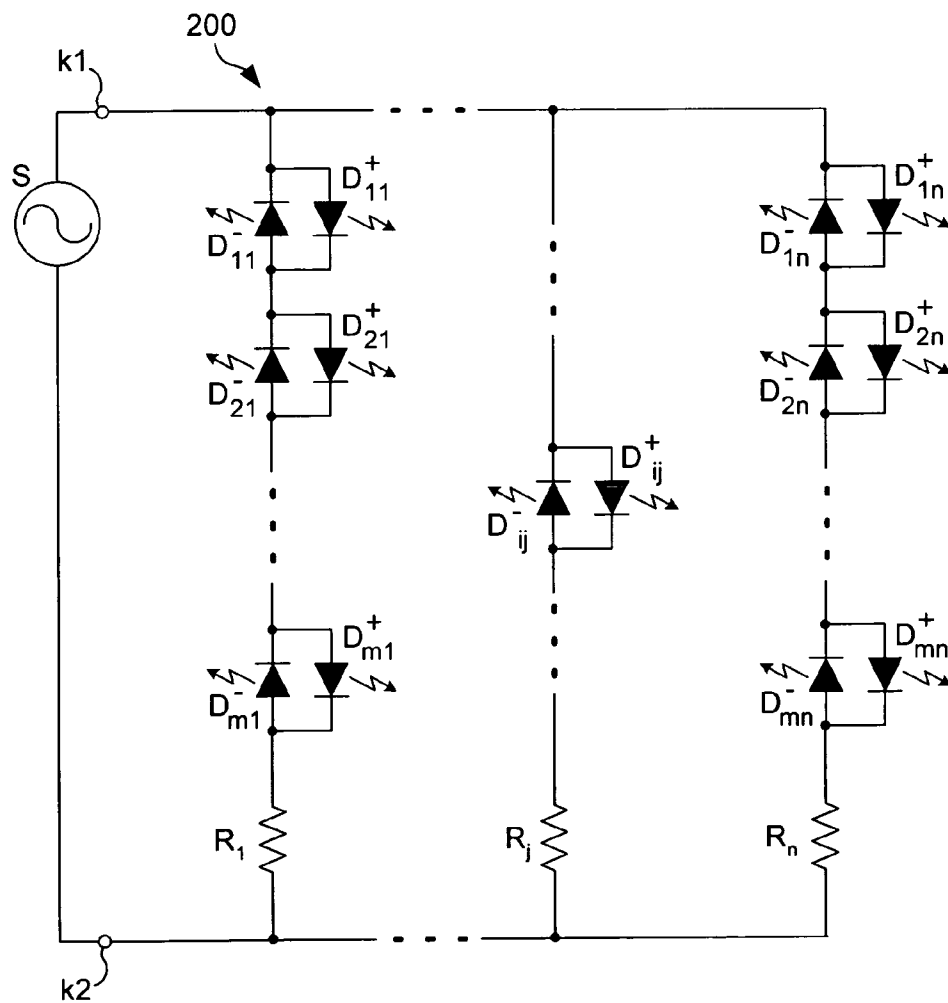 200
k1
S
D+11
D-11
D+1n
D-1n
D+21
D-21
D+2n
D-2n
D+ij
D-ij
D+m1
D-m1
D+mn
D-mn
R1
Rj
Rn
k2